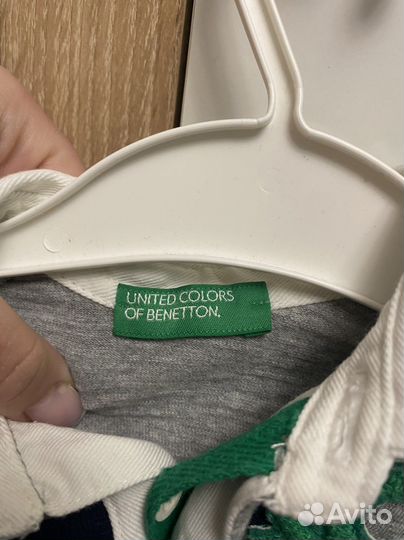 UNITED COLORS
OF BENETTON.
Avito